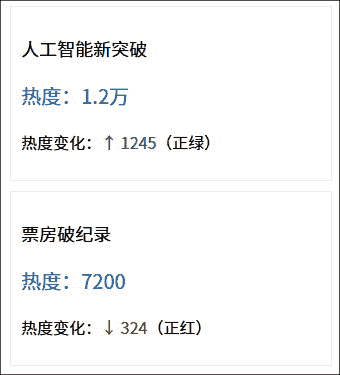 人工智能新突破
热度：1.2万
热度变化：↑ 1245（正绿）
票房破纪录
热度：7200
热度变化：↓ 324（正红）